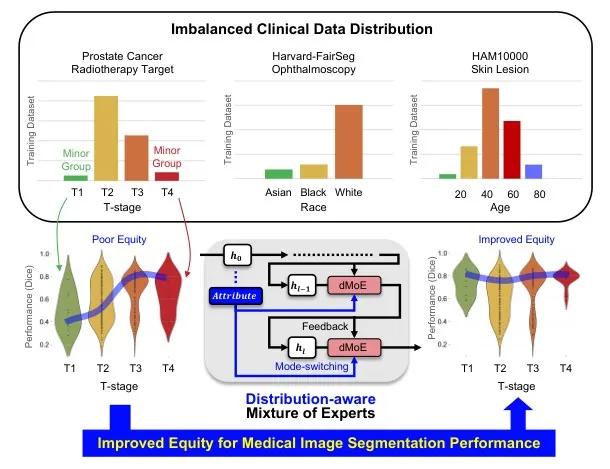 Imbalanced Clinical Data Distribution
Prostate Cancer
Radiotherapy Target
Training Dataset
Minor
Group
Minor
Group
T1 T2 T3 T4
T-stage
Harvard-FairSeg
Ophthalmoscopy
Training Dataset
Asian Black White
Race
HAM10000
Skin Lesion
Training Dataset
20 40 60 80
Age
Poor Equity
Performance (Dice)
1.0
0.8
0.6
0.4
0.2
T1 T2 T3 T4
T-stage
h0
Attribute
hi−1
dMoE
Feedback
hi
dMoE
Mode-switching
Distribution-aware
Mixture of Experts
Improved Equity
Performance (Dice)
1.0
0.8
0.6
0.4
0.2
T1 T2 T3 T4
T-stage
Improved Equity for Medical Image Segmentation Performance